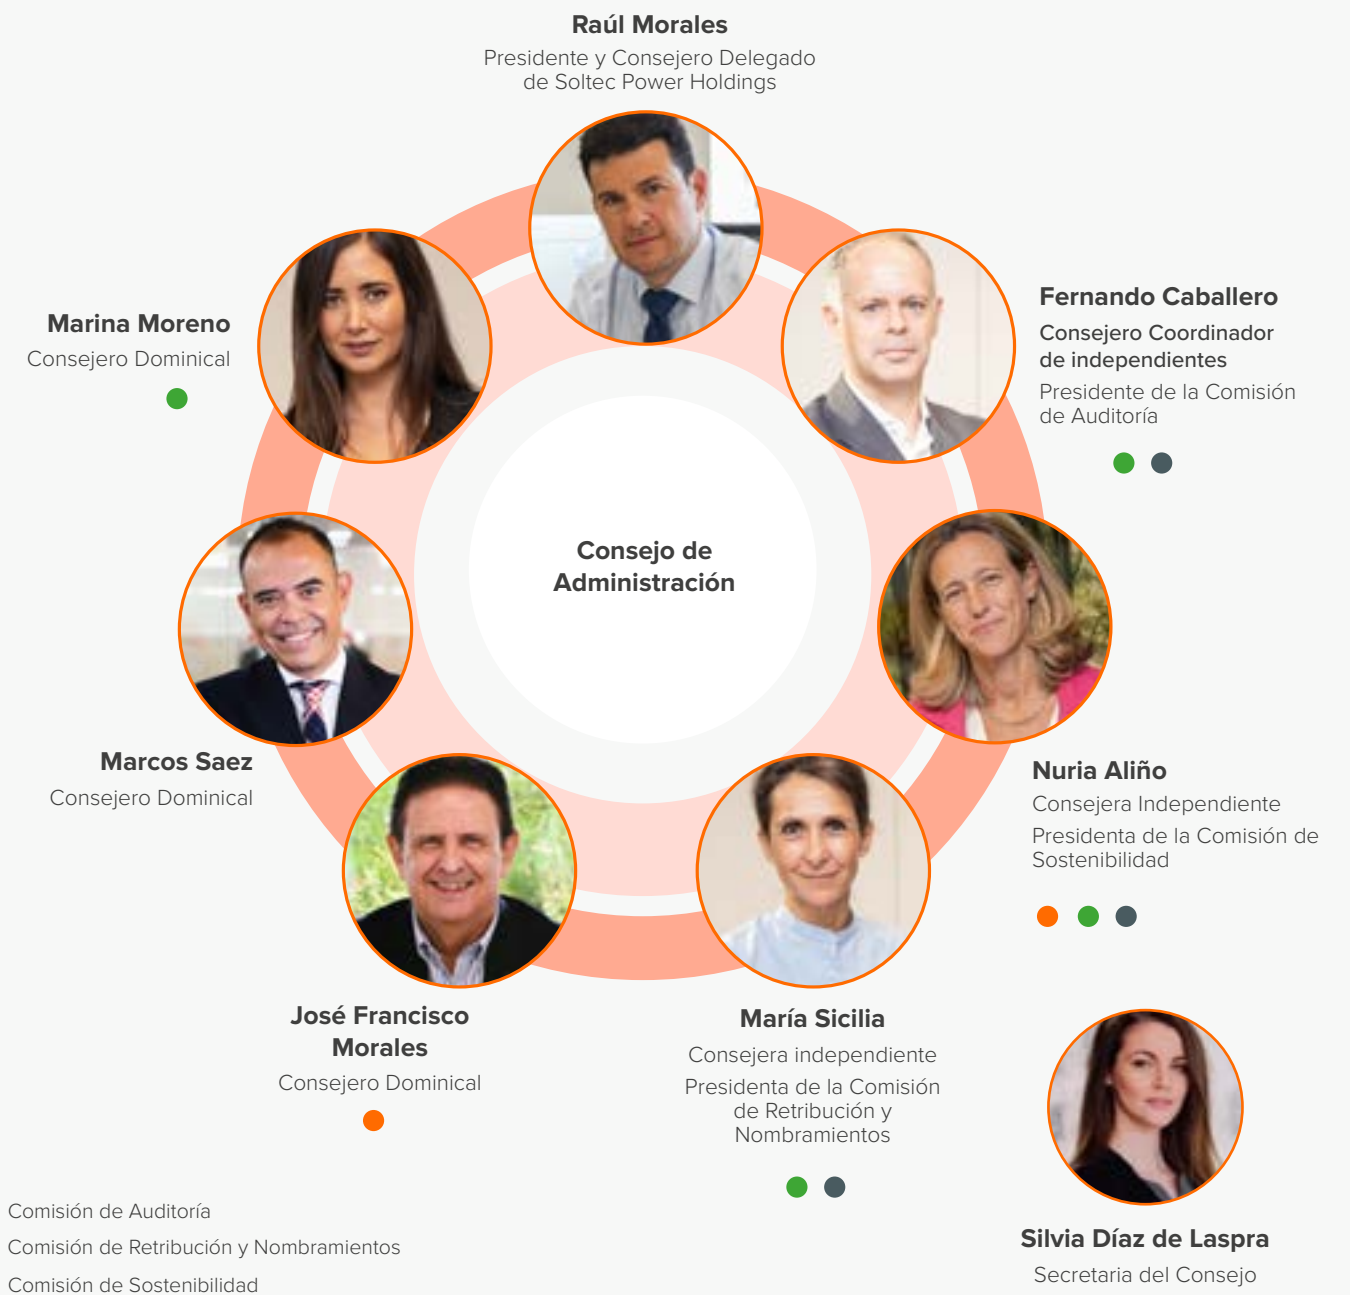 Raúl Morales
Presidente y Consejero Delegado
de Soltec Power Holdings
Marina Moreno
Consejero Dominical
Fernando Caballero
Consejero Coordinador
de independientes
Presidente de la Comisión
de Auditoría
Consejo de
Administración
Marcos Saez
Consejero Dominical
Nuria Aliño
Consejera Independiente
Presidenta de la Comisión de
Sostenibilidad
José Francisco
Morales
Consejero Dominical
María Sicilia
Consejera independiente
Presidenta de la Comisión
de Retribución y
Nombramientos
Silvia Díaz de Laspra
Secretaria del Consejo
Comisión de Auditoría
Comisión de Retribución y Nombramientos
Comisión de Sostenibilidad